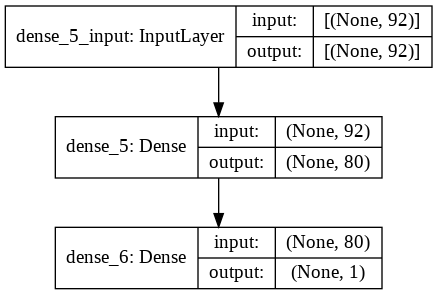 dense_5_input: InputLayer
input: [(None, 92)]
output: [(None, 92)]
dense_5: Dense
input: (None, 92)
output: (None, 80)
dense_6: Dense
input: (None, 80)
output: (None, 1)